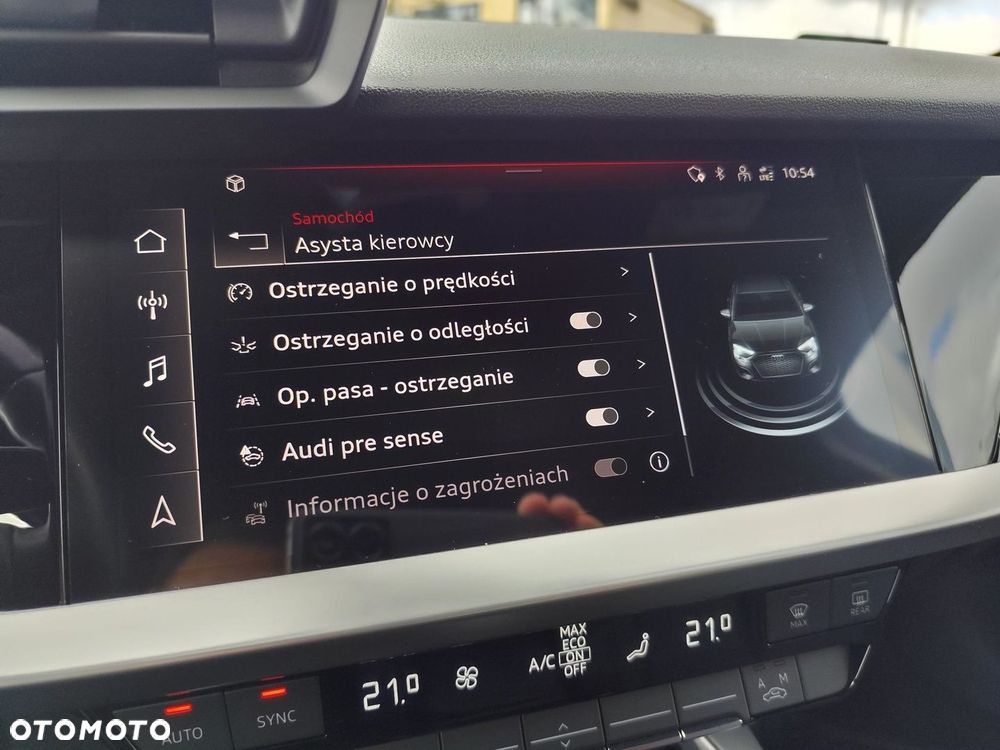 LTE 10:54
Samochód
Asysta kierowcy
Ostrzeganie o prędkości
Ostrzeganie o odległości
Op. pasa - ostrzeganie
Audi pre sense
Informacje o zagrożeniach
MAX
REAR
AUTO
SYNC
21.0
A/C
MAX
ECO
ON
OFF
21.0
A M
OTOMOTO